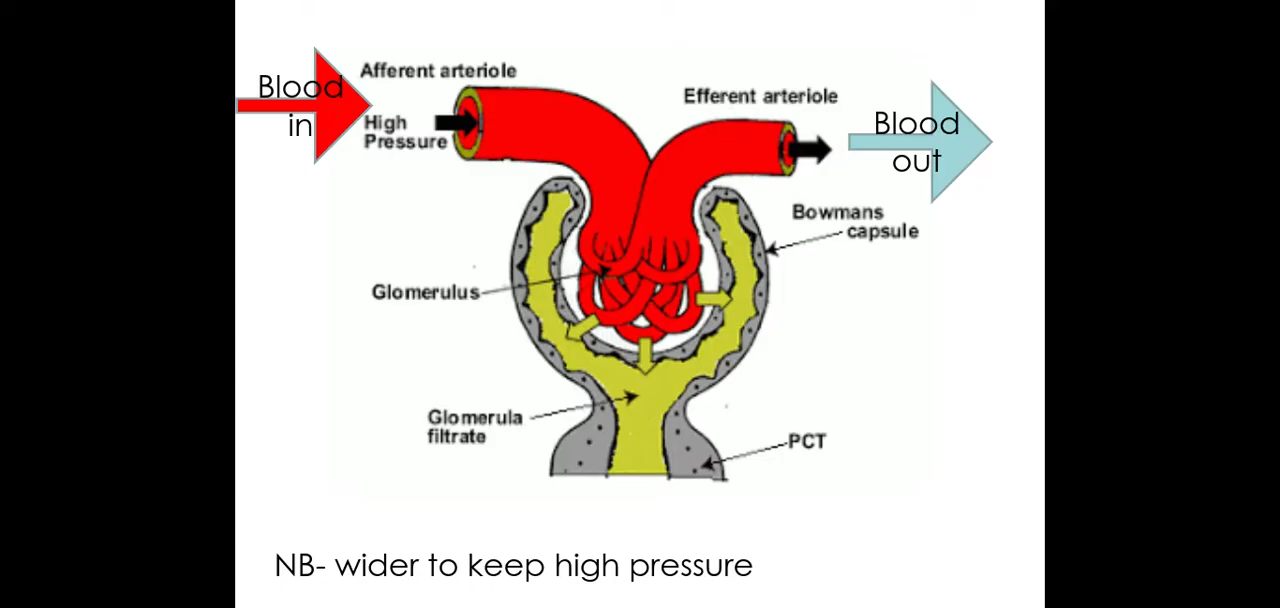 Blood
in
Afferent arteriole
High
Pressure
Efferent arteriole
Blood
out
Bowmans
capsule
Glomerulus
Glomerula
filtrate
PCT
NB- wider to keep high pressure